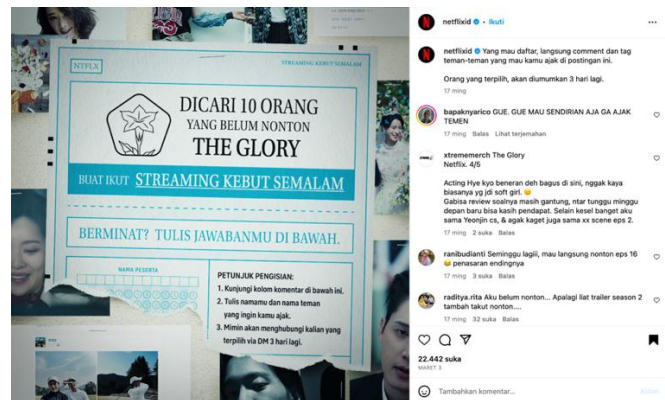 NTFLX
STREAMING KEBUT SEMALAM
DICARI 10 ORANG
YANG BELUM NONTON
THE GLORY
BUAT IKUT STREAMING KEBUT SEMALAM
BERMINAT? TULIS JAWABANMU DI BAWAH.
NAMA PESERTA
PETUNJUK PENGISIAN:
1. Kunjungi kolom komentar di bawah ini.
2. Tulis namamu dan nama teman
yang ingin kamu ajak.
3. Mimin akan menghubungi kalian yang
terpilih via DM 3 hari lagi.
netflixid • Ikuti
netflixid Yang mau daftar, langsung comment dan tag
teman-teman yang mau kamu ajak di postingan ini.
Orang yang terpilih, akan diumumkan 3 hari lagi.
17 ming
bapaknyarico GUE. GUE MAU SENDIRIAN AJA GA AJAK
TEMEN
17 ming Balas Lihat terjemahan
xtrememerch The Glory
Netflix. 4/5
Acting Hye kyo beneran deh bagus di sini, nggak kaya
biasanya yg jdi soft girl.
Gabisa review soalnya masih gantung, ntar tunggu minggu
depan baru bisa kasih pendapat. Selain kesel banget aku
sama Yeonjin cs, & agak kaget juga sama xx scene eps 2.
17 ming 2 suka Balas
ranibudianti Seminggu lagiii, mau langsung nonton eps 16
penasaran endingnya
17 ming 3 suka Balas
raditya.rita Aku belum nonton... Apalagi liat trailer season 2
tambah takut nonton....
17 ming 32 suka Balas
22.442 suka
MARET 3
Tambahkan komentar...